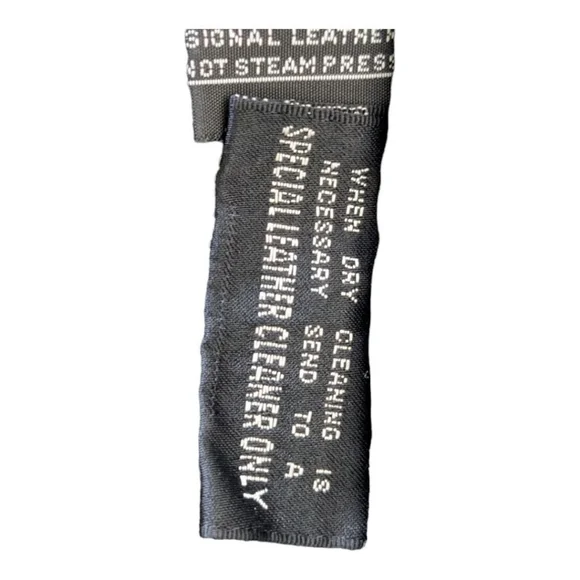 SIONAL LEATHER
NOT STEAM PRESS
WHEN DRY CLEANING IS
NECESSARY SEND TO A
SPECIAL LEATHER CLEANER ONLY